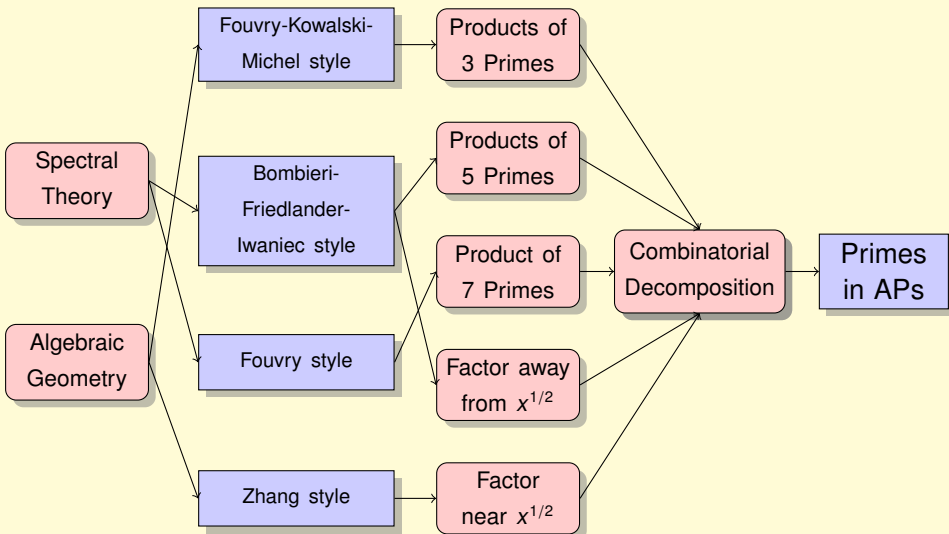 Spectral
Theory
Algebraic
Geometry
Fouvry-Kowalski-
Michel style
Bombieri-
Friedlander-
Iwaniec style
Fouvry style
Zhang style
Products of
3 Primes
Products of
5 Primes
Product of
7 Primes
Factor away
from x^{1/2}
Factor
near x^{1/2}
Combinatorial
Decomposition
Primes
in APs